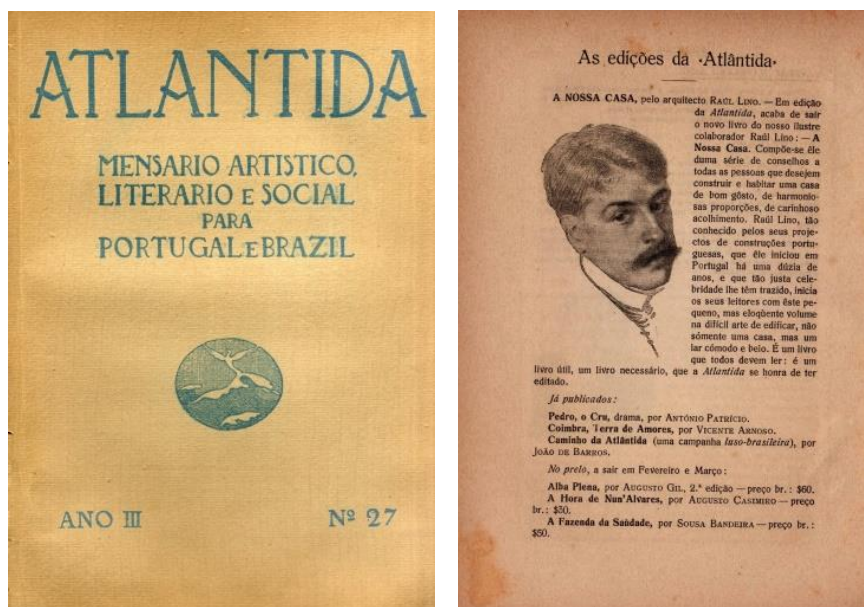 ATLANTIDA
MENSARIO ARTISTICO,
LITERARIO E SOCIAL
PARA
PORTUGAL E BRAZIL
ANO III
Nº 27
As edições da «Atlântida»
A NOSSA CASA, pelo arquitecto RAÚL LINO. — Em edição
da Atlantida, acaba de sair
o novo livro do nosso ilustre
colaborador Raúl Lino: — A
Nossa Casa. Compõe-se êle
duma série de conselhos a
todas as pessoas que desejem
construir e habitar uma casa
de bom gôsto, de harmonio-
sas proporções, de carinhoso
acolhimento. Raúl Lino, tão
conhecido pelos seus proje-
ctos de construções portu-
guesas, que êle iniciou em
Portugal há uma dúzia de
anos, e que tão justa cele-
bridade lhe têm trazido, inicia
os seus leitores com êste pe-
queno, mas eloqüente volume
na difícil arte de edificar, não
sómente uma casa, mas um
lar cómodo e belo. É um livro
que todos devem ler: é um
livro útil, um livro necessário, que a Atlantida se honra de ter
editado.
Já publicados:
Pedro, o Cru, drama, por ANTÓNIO PATRÍCIO.
Coimbra, Terra de Amores, por VICENTE ARNOSO.
Caminho da Atlântida (uma campanha luso-brasileira), por
JOÃO DE BARROS.
No prelo, a sair em Fevereiro e Março:
Alba Plena, por AUGUSTO GIL, 2.ª edição — preço br.: $60.
A Hora de Nun'Alvares, por AUGUSTO CASIMIRO — preço
br.: $50.
A Fazenda da Saüdade, por SOUSA BANDEIRA — preço br.:
$50.